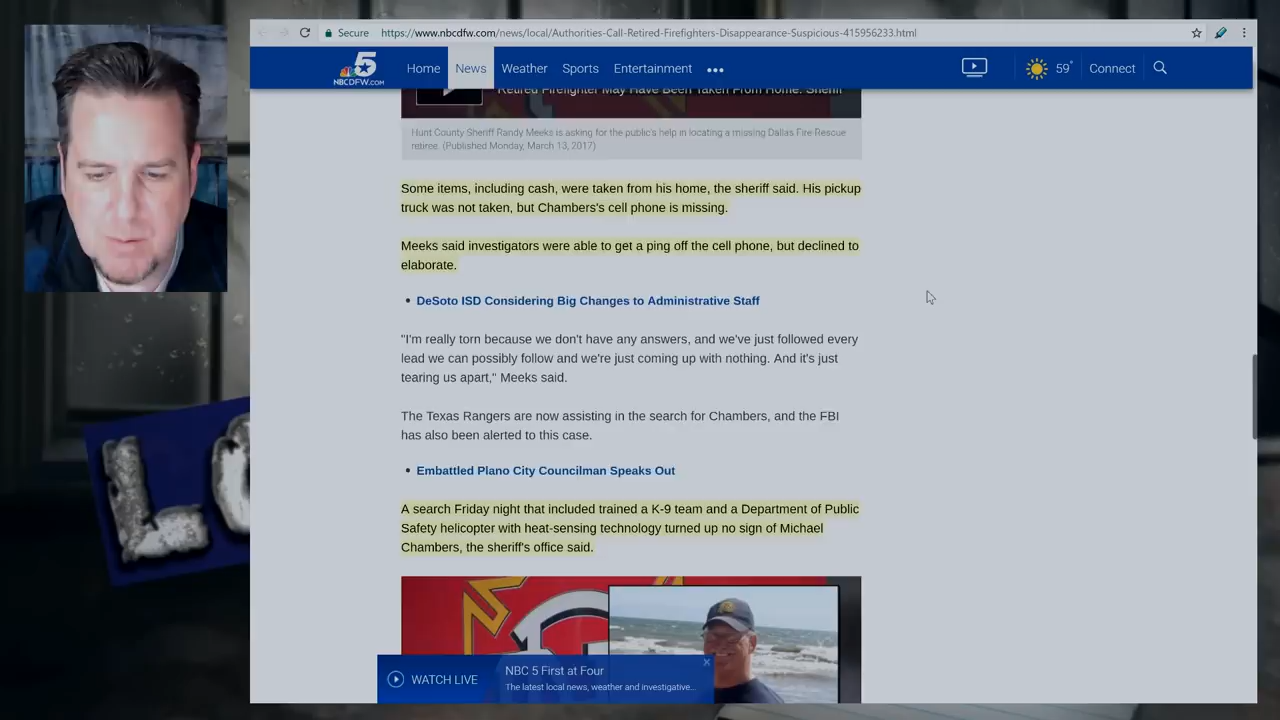 Secure
https://www.nbcdfw.com/news/local/Authorities-Call-Retired-Firefighters-Disappearance-Suspicious-415956233.html
5
NBCDFW.COM
Home
News
Weather
Sports
Entertainment
59°
Connect
Retired Firefighter May Have Been Taken From Home: Sheriff
Hunt County Sheriff Randy Meeks is asking for the public's help in locating a missing Dallas Fire-Rescue
retiree. (Published Monday, March 13, 2017)
Some items, including cash, were taken from his home, the sheriff said. His pickup
truck was not taken, but Chambers's cell phone is missing.
Meeks said investigators were able to get a ping off the cell phone, but declined to
elaborate.
• DeSoto ISD Considering Big Changes to Administrative Staff
"I'm really torn because we don't have any answers, and we've just followed every
lead we can possibly follow and we're just coming up with nothing. And it's just
tearing us apart," Meeks said.
The Texas Rangers are now assisting in the search for Chambers, and the FBI
has also been alerted to this case.
• Embattled Plano City Councilman Speaks Out
A search Friday night that included trained a K-9 team and a Department of Public
Safety helicopter with heat-sensing technology turned up no sign of Michael
Chambers, the sheriff's office said.
WATCH LIVE
NBC 5 First at Four
The latest local news, weather and investigative...